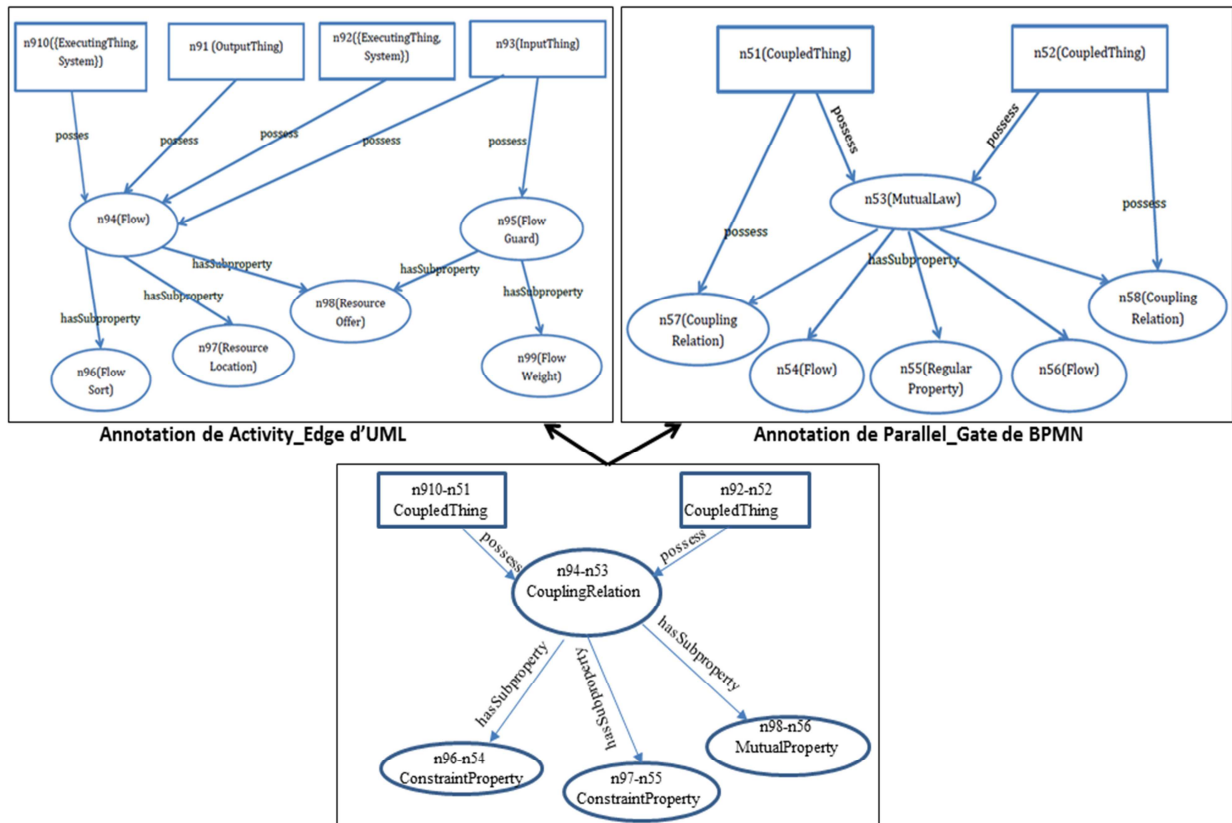 n910({ExecutingThing,
System})
n91 (OutputThing)
n92({ExecutingThing,
System})
n93(InputThing)
posses
possess
possess
possess
possess
n94(Flow)
n95(Flow
Guard)
hasSubproperty
hasSubproperty
hasSubproperty
hasSubproperty
n98(Resource
Offer)
n97(Resource
Location)
n96(Flow
Sort)
n99(Flow
Weight)
Annotation de Activity_Edge d'UML
n51(CoupledThing)
n52(CoupledThing)
possess
possess
possess
possess
n53(MutualLaw)
hasSubproperty
n57(Coupling
Relation)
n58(Coupling
Relation)
n54(Flow)
n55(Regular
Property)
n56(Flow)
Annotation de Parallel_Gate de BPMN
n910-n51
CoupledThing
n92-n52
CoupledThing
possess
possess
n94-n53
CouplingRelation
hasSubproperty
hasSubproperty
hasSubproperty
n98-n56
MutualProperty
n96-n54
ConstraintProperty
n97-n55
ConstraintProperty